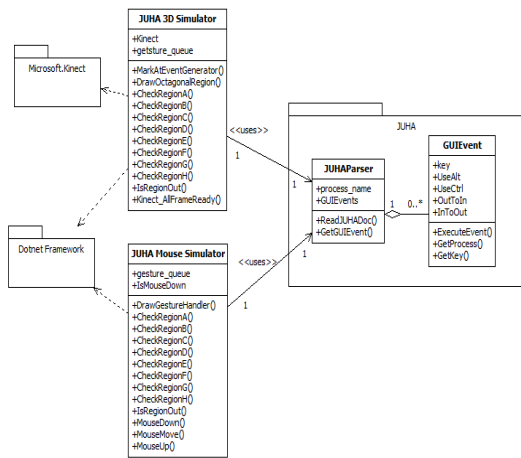 JUHA 3D Simulator
+Kinect
+getsture_queue
+MarkAtEventGenerator()
+DrawOctagonalRegion()
+CheckRegionA()
+CheckRegionB()
+CheckRegionC()
+CheckRegionD()
+CheckRegionE()
+CheckRegionF()
+CheckRegionG()
+CheckRegionH()
+IsRegionOut()
+Kinect_AllFrameReady()
Microsoft.Kinect
Dotnet Framework
<<uses>>
1
1
JUHA
JUHAParser
+process_name
+GUIEvents
+ReadJUHADoc()
+GetGUIEvent()
1
0..*
GUIEvent
+key
+UseAlt
+UseCtrl
+OutToIn
+InToOut
+ExecuteEvent()
+GetProcess()
+GetKey()
JUHA Mouse Simulator
+gesture_queue
+IsMouseDown
+DrawGestureHandler()
+CheckRegionA()
+CheckRegionB()
+CheckRegionC()
+CheckRegionD()
+CheckRegionE()
+CheckRegionF()
+CheckRegionG()
+CheckRegionH()
+IsRegionOut()
+MouseDown()
+MouseMove()
+MouseUp()
<<uses>>
1
1